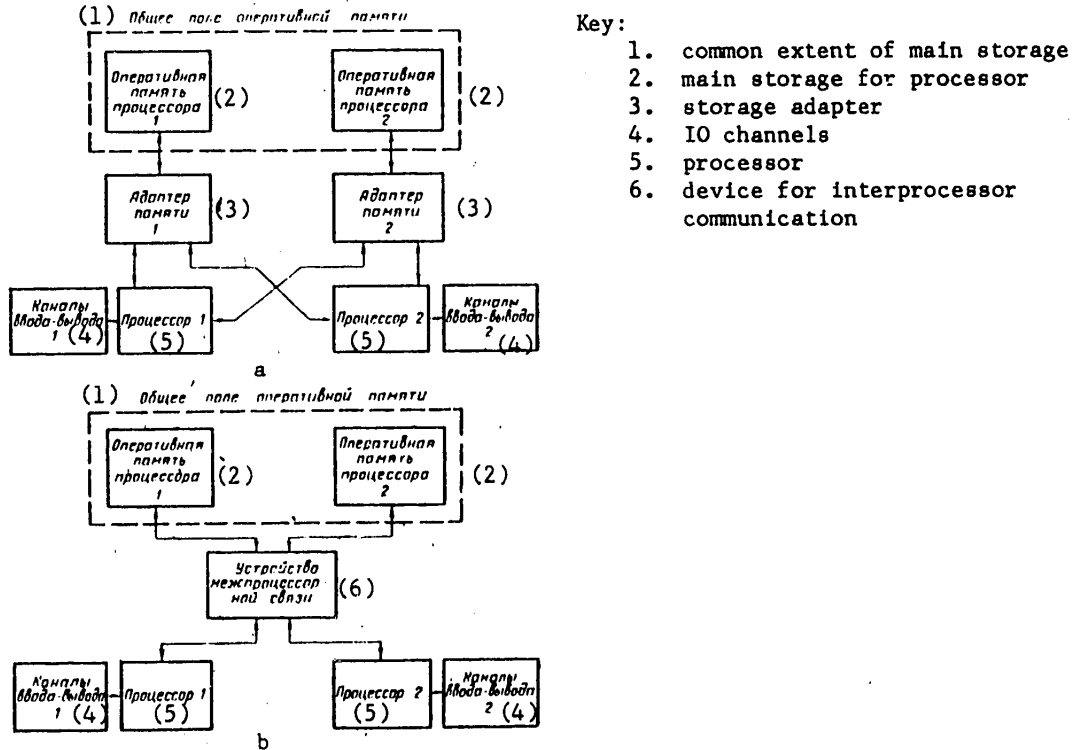 (1) Общее поле оперативной памяти
Оперативная
память
процессора
1
(2)
Оперативная
память
процессора
2
(2)
Адаптер
памяти
1
(3)
Адаптер
памяти
2
(3)
Каналы
ввода-вывода
1 (4)
Процессор 1
(5)
Процессор 2
(5)
Каналы
ввода-вывода
2 (4)
a
(1) Общее поле оперативной памяти
Оперативная
память
процессора
1
(2)
Оперативная
память
процессора
2
(2)
Устройство
межпроцессор
ной связи
(6)
Каналы
ввода-вывода
1 (4)
Процессор 1
(5)
Процессор 2
(5)
Каналы
ввода-вывода
2 (4)
b
Key:
1. common extent of main storage
2. main storage for processor
3. storage adapter
4. IO channels
5. processor
6. device for interprocessor
communication